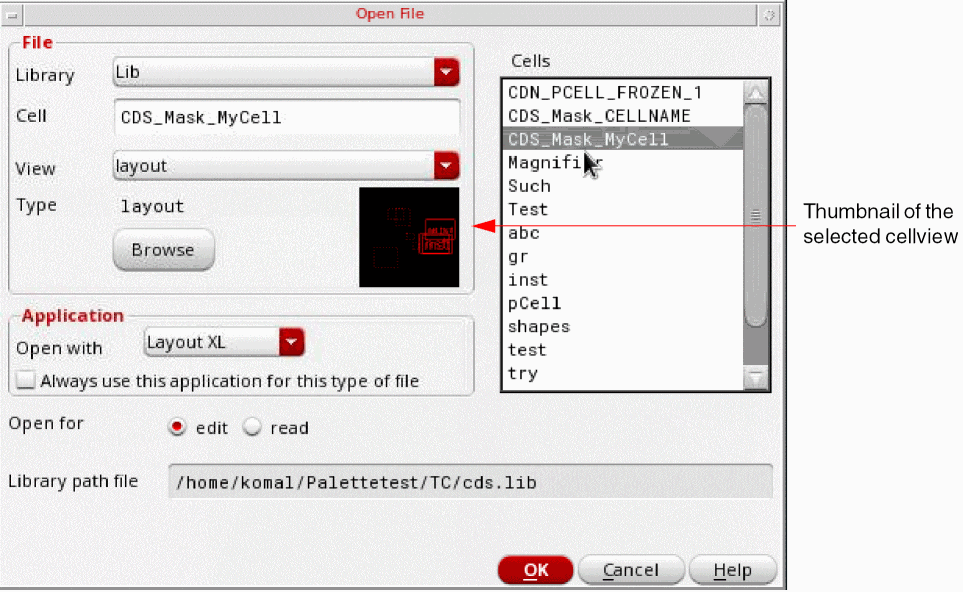 Open File
File
Library Lib
Cell CDS_Mask_MyCell
View layout
Type layout
Browse
Application
Open with Layout XL
Always use this application for this type of file
Open for edit read
Library path file /home/komal/Palettetest/TC/cds.lib
Cells
CDN_PCELL_FROZEN_1
CDS_Mask_CELLNAME
CDS_Mask_MyCell
Such
Test
abc
gr
inst
pCell
shapes
test
try
OK Cancel Help
Thumbnail of the
selected cellview